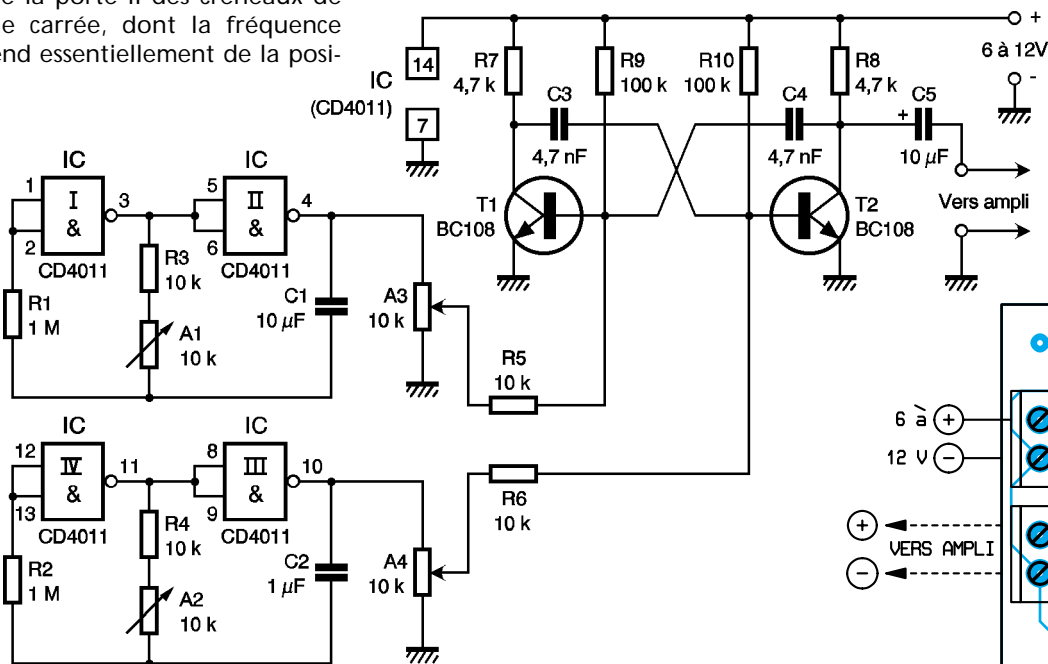 e la porte II des créneaux de
e carrée, dont la fréquence
end essentiellement de la posi-
IC
(CD4011)
14
7
R7
4,7 k
R9
100 k
R10
100 k
R8
4,7 k
+
6 à 12V
-
C3
4,7 nF
C4
4,7 nF
+ C5
10 µF
T1
BC108
T2
BC108
Vers ampli
IC
1
2
I
&
3
CD4011
IC
5
6
II
&
4
CD4011
R1
1 M
R3
10 k
A1
10 k
C1
10 µF
A3
10 k
R5
10 k
IC
12
13
IV
&
11
CD4011
IC
8
9
III
&
10
CD4011
R2
1 M
R4
10 k
A2
10 k
C2
1 µF
A4
10 k
R6
10 k
6 à +
12 V -
+
VERS AMPLI
-